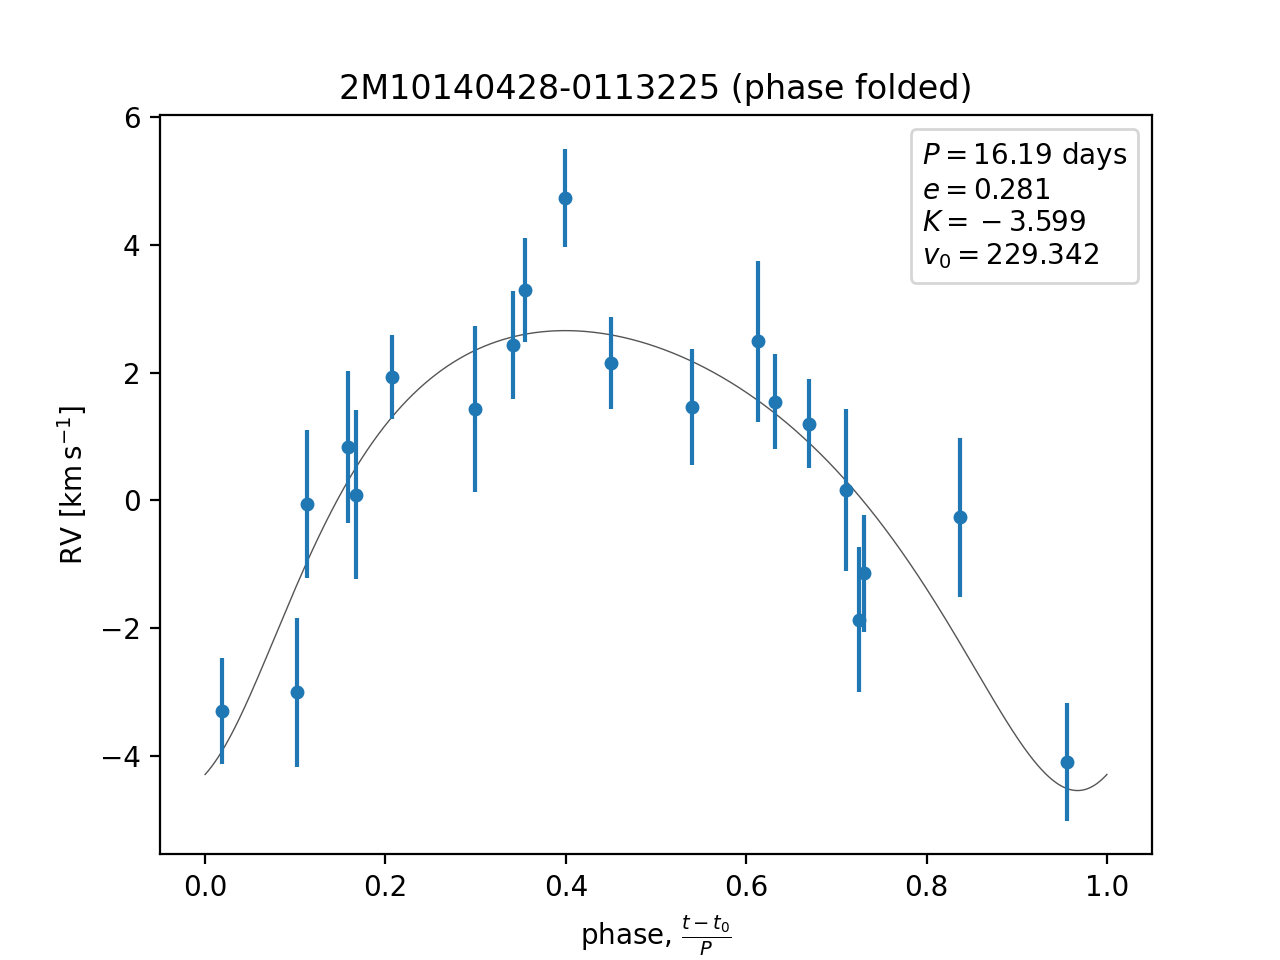 2M10140428-0113225 (phase folded)
P = 16.19 days
e = 0.281
K = −3.599
v₀ = 229.342
RV [km s⁻¹]
6
4
2
0
−2
−4
0.0 0.2 0.4 0.6 0.8 1.0
phase, (t − t₀)/P